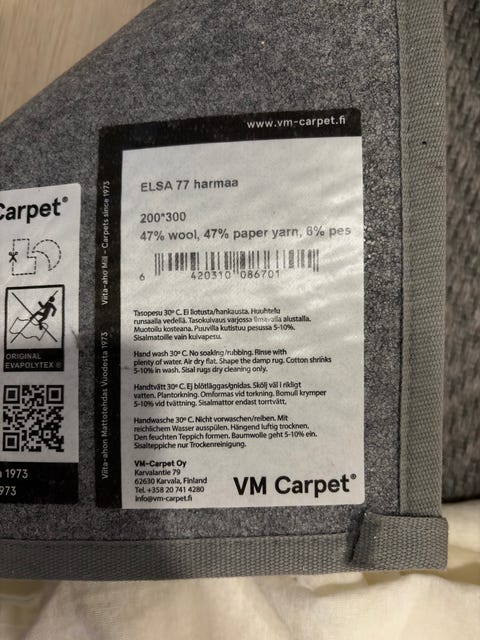 www.vm-carpet.fi
ELSA 77 harmaa
200*300
47% wool, 47% paper yarn, 6% pes
6 420310 086701
Tasopesu 30º C. Ei liotusta/hankausta. Huuhtelu
runsaalla vedellä. Tasokuivaus varjossa ilmavalla alustalla.
Muotoilu kosteana. Puuvilla kutistuu pesussa 5-10%.
Sisalmatoille vain kuivapesu.
Hand wash 30º C. No soaking/rubbing. Rinse with
plenty of water. Air dry flat. Shape the damp rug. Cotton shrinks
5-10% in wash. Sisal rugs dry cleaning only.
Handtvätt 30º C. Ej blötläggas/gnidas. Skölj väl i rikligt
vatten. Plantorkning. Omformas vid torkning. Bomull krymper
5-10% vid tvättning. Sisalmattor endast torrtvätt.
Handwäsche 30º C. Nicht vorwaschen/reiben. Mit
reichlichem Wasser ausspülen. Hängend luftig trocknen.
Den feuchten Teppich formen. Baumwolle geht 5-10% ein.
Sisalteppiche nur Trockenreinigung.
VM-Carpet Oy
Karvalantie 79
62630 Karvala, Finland
Tel. +358 20 741 4280
info@vm-carpet.fi
VM Carpet®
Viita-aho Mill - Carpets since 1973
Viita-ahon Mattotehdas Vuodesta 1973
Carpet®
ORIGINAL
EVAPOLYTEX ®
1973
1973